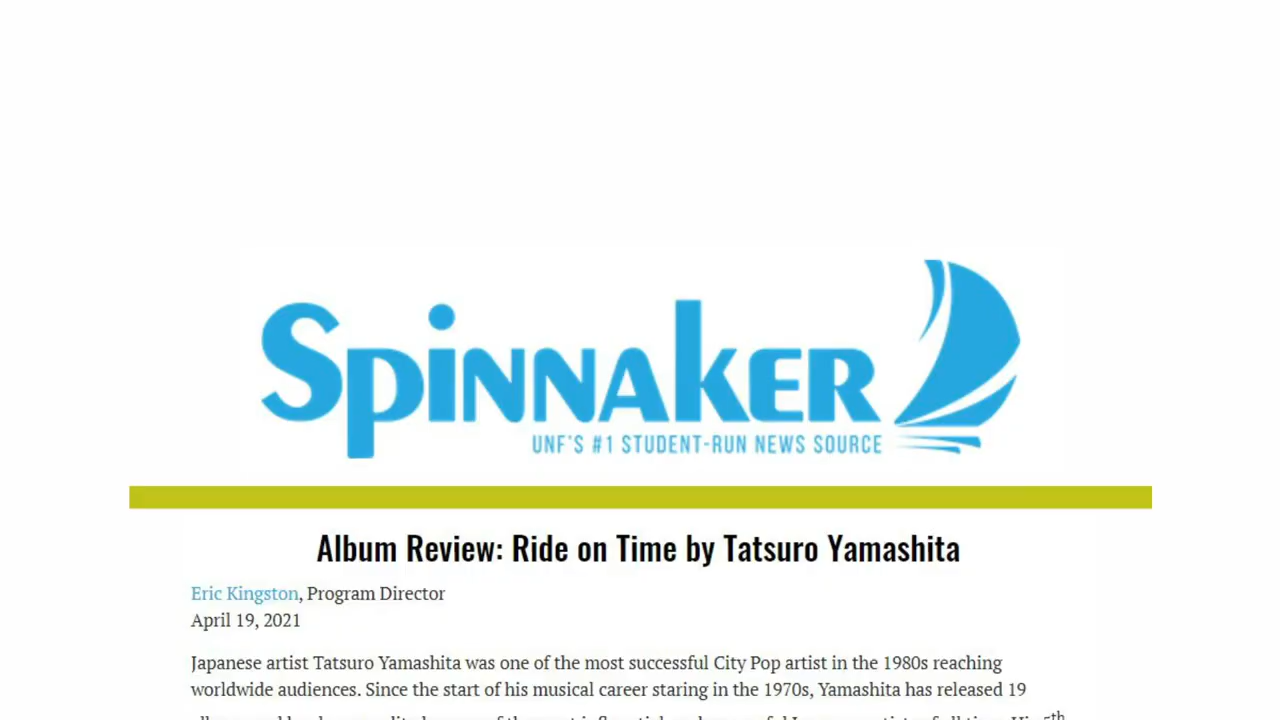 Spinnaker
UNF'S #1 STUDENT-RUN NEWS SOURCE
Album Review: Ride on Time by Tatsuro Yamashita
Eric Kingston, Program Director
April 19, 2021
Japanese artist Tatsuro Yamashita was one of the most successful City Pop artist in the 1980s reaching
worldwide audiences. Since the start of his musical career staring in the 1970s, Yamashita has released 19
5th